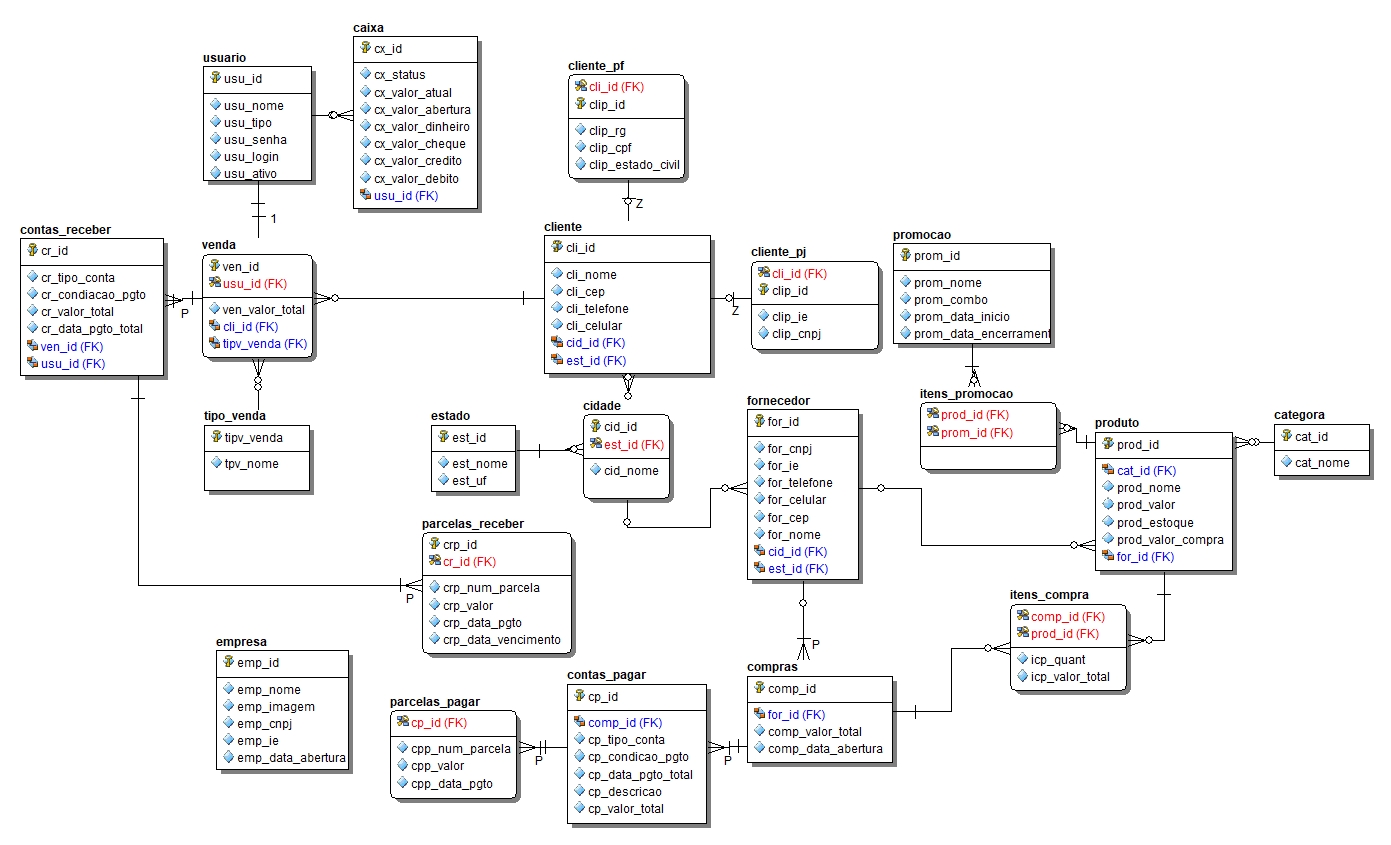 caixa
cx_id
cx_status
cx_valor_atual
cx_valor_abertura
cx_valor_dinheiro
cx_valor_cheque
cx_valor_credito
cx_valor_debito
usu_id (FK)
usuario
usu_id
usu_nome
usu_tipo
usu_senha
usu_login
usu_ativo
1
cliente_pf
cli_id (FK)
clip_id
clip_rg
clip_cpf
clip_estado_civil
Z
contas_receber
cr_id
cr_tipo_conta
cr_condiacao_pgto
cr_valor_total
cr_data_pgto_total
ven_id (FK)
usu_id (FK)
P
venda
ven_id
usu_id (FK)
ven_valor_total
cli_id (FK)
tipv_venda (FK)
cliente
cli_id
cli_nome
cli_cep
cli_telefone
cli_celular
cid_id (FK)
est_id (FK)
cliente_pj
cli_id (FK)
clip_id
clip_ie
clip_cnpj
Z
promocao
prom_id
prom_nome
prom_combo
prom_data_inicio
prom_data_encerrament
tipo_venda
tipv_venda
tpv_nome
estado
est_id
est_nome
est_uf
cidade
cid_id
est_id (FK)
cid_nome
fornecedor
for_id
for_cnpj
for_ie
for_telefone
for_celular
for_cep
for_nome
cid_id (FK)
est_id (FK)
P
itens_promocao
prod_id (FK)
prom_id (FK)
produto
prod_id
cat_id (FK)
prod_nome
prod_valor
prod_estoque
prod_valor_compra
for_id (FK)
categora
cat_id
cat_nome
parcelas_receber
crp_id
cr_id (FK)
crp_num_parcela
crp_valor
crp_data_pgto
crp_data_vencimento
P
itens_compra
comp_id (FK)
prod_id (FK)
icp_quant
icp_valor_total
empresa
emp_id
emp_nome
emp_imagem
emp_cnpj
emp_ie
emp_data_abertura
parcelas_pagar
cp_id (FK)
cpp_num_parcela
cpp_valor
cpp_data_pgto
P
contas_pagar
cp_id
comp_id (FK)
cp_tipo_conta
cp_condicao_pgto
cp_data_pgto_total
cp_descricao
cp_valor_total
P
compras
comp_id
for_id (FK)
comp_valor_total
comp_data_abertura